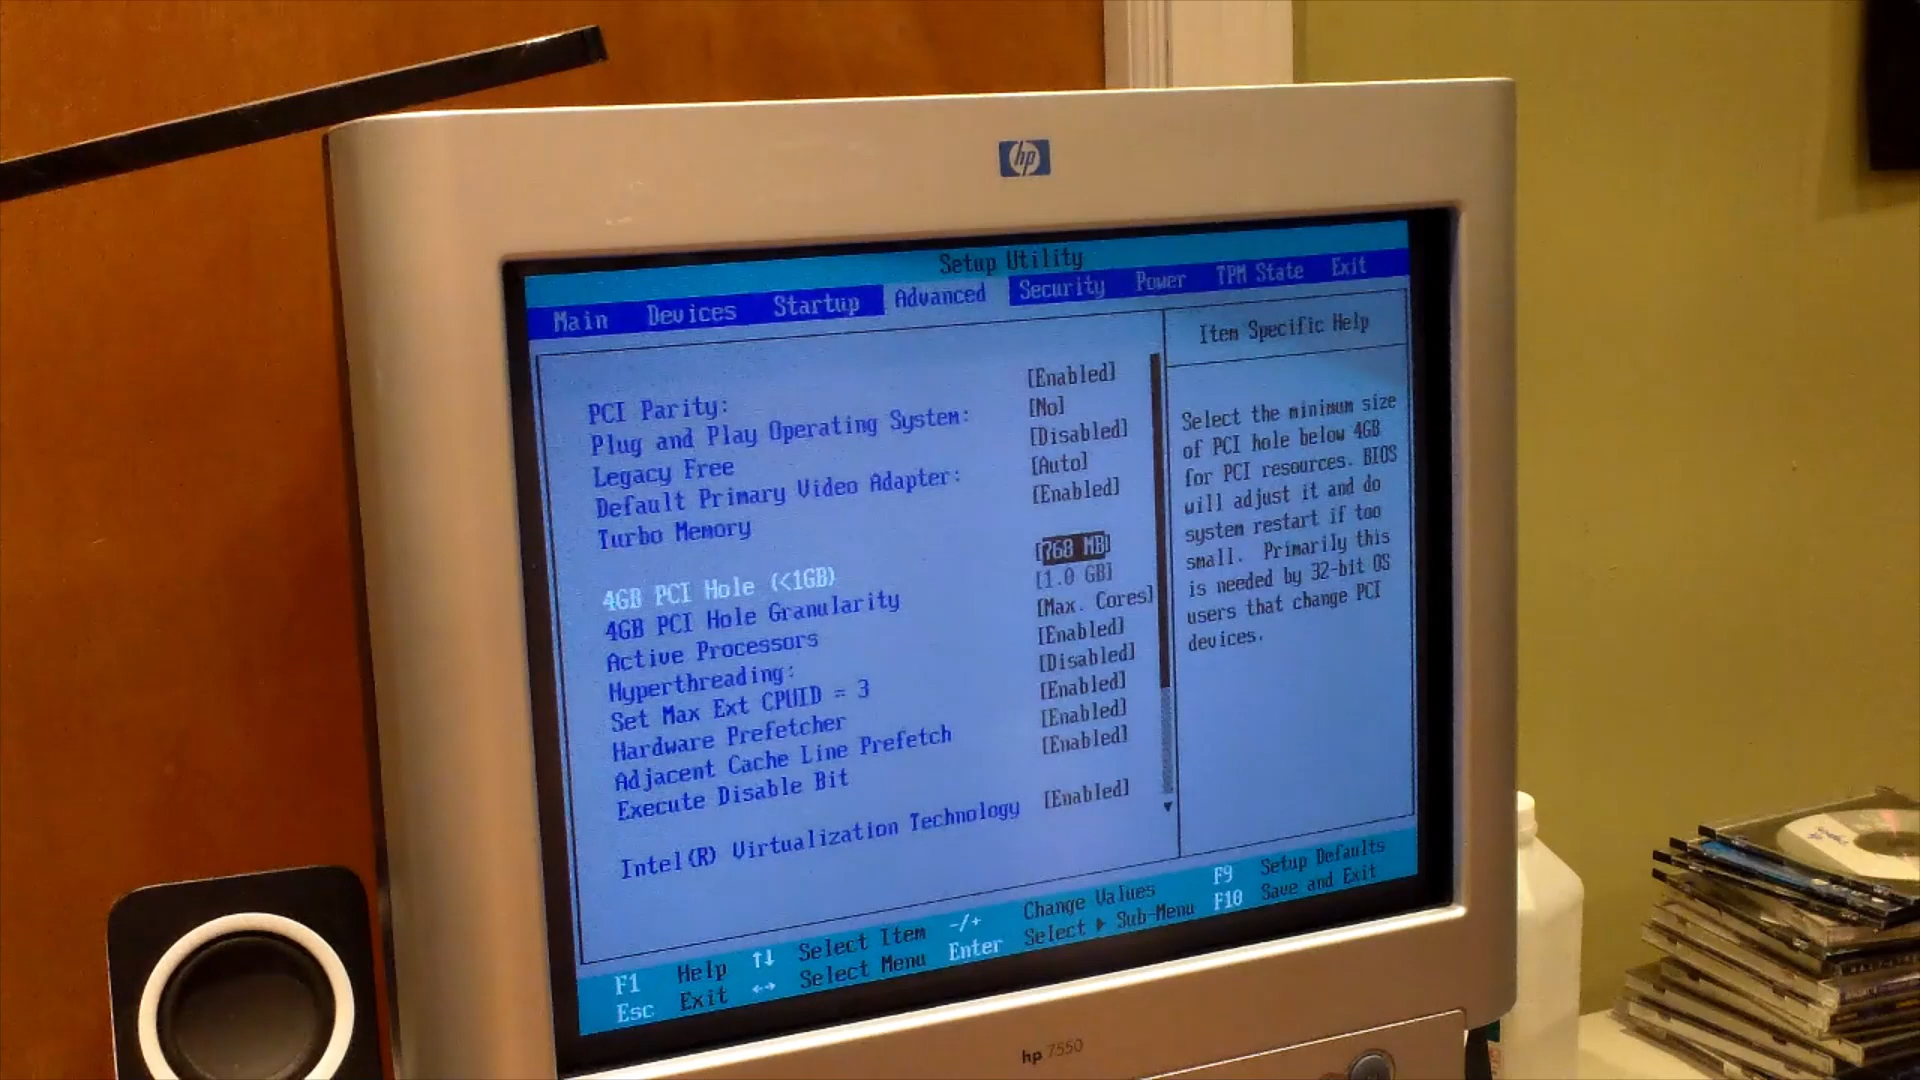 hp
Setup Utility
Main Devices Startup Advanced Security Power TPM State Exit
Item Specific Help
PCI Parity: [Enabled]
Plug and Play Operating System: [No]
Legacy Free [Disabled]
Default Primary Video Adapter: [Auto]
Turbo Memory [Enabled]
4GB PCI Hole (<1GB) [768 MB]
4GB PCI Hole Granularity [1.0 GB]
Active Processors [Max. Cores]
Hyperthreading: [Enabled]
Set Max Ext CPUID = 3 [Disabled]
Hardware Prefetcher [Enabled]
Adjacent Cache Line Prefetch [Enabled]
Execute Disable Bit [Enabled]
Intel(R) Virtualization Technology [Enabled]
Select the minimum size
of PCI hole below 4GB
for PCI resources. BIOS
will adjust it and do
system restart if too
small. Primarily this
is needed by 32-bit OS
users that change PCI
devices.
F1 Help ↑↓ Select Item -/+ Change Values F9 Setup Defaults
Esc Exit ←→ Select Menu Enter Select ▶ Sub-Menu F10 Save and Exit
hp 7550